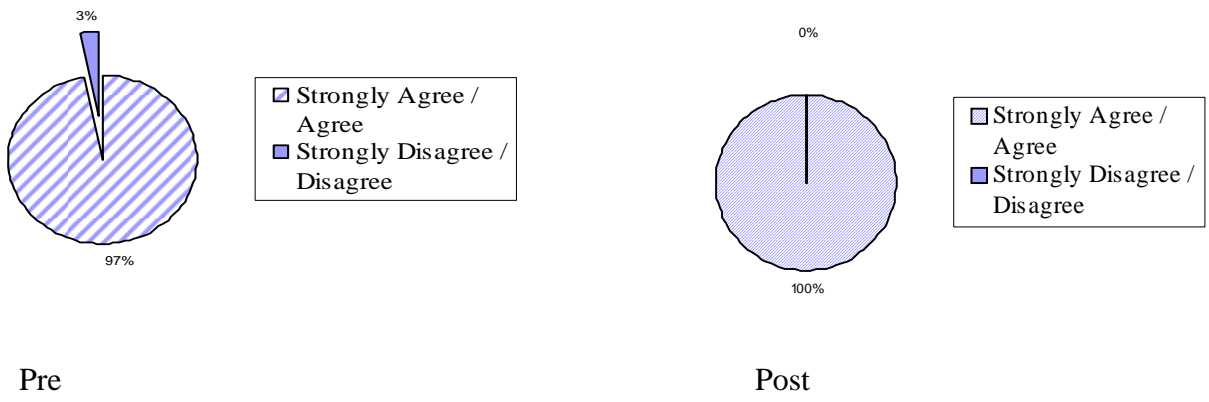 3%
Strongly Agree /
Agree
Strongly Disagree /
Disagree
97%
Pre
0%
Strongly Agree /
Agree
Strongly Disagree /
Disagree
100%
Post